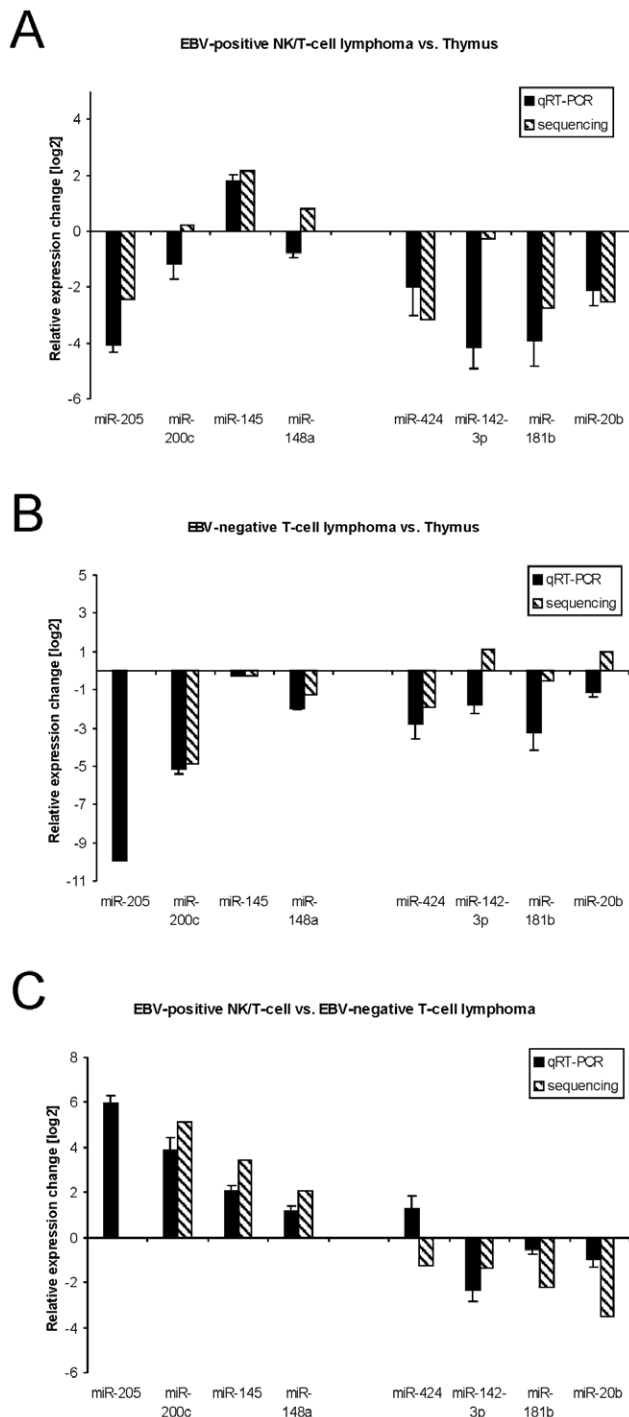 A
EBV-positive NK/T-cell lymphoma vs. Thymus
qRT-PCR
sequencing
Relative expression change [log2]
4
2
0
-2
-4
-6
miR-205
miR-
200c
miR-145
miR-
148a
miR-424
miR-142-
3p
miR-
181b
miR-20b
B
EBV-negative T-cell lymphoma vs. Thymus
qRT-PCR
sequencing
Relative expression change [log2]
5
3
1
-1
-3
-5
-7
-9
-11
miR-205
miR-
200c
miR-145
miR-
148a
miR-424
miR-142-
3p
miR-
181b
miR-20b
C
EBV-positive NK/T-cell vs. EBV-negative T-cell lymphoma
qRT-PCR
sequencing
Relative expression change [log2]
8
6
4
2
0
-2
-4
-6
miR-205
miR-
200c
miR-145
miR-
148a
miR-424
miR-142-
3p
miR-
181b
miR-20b